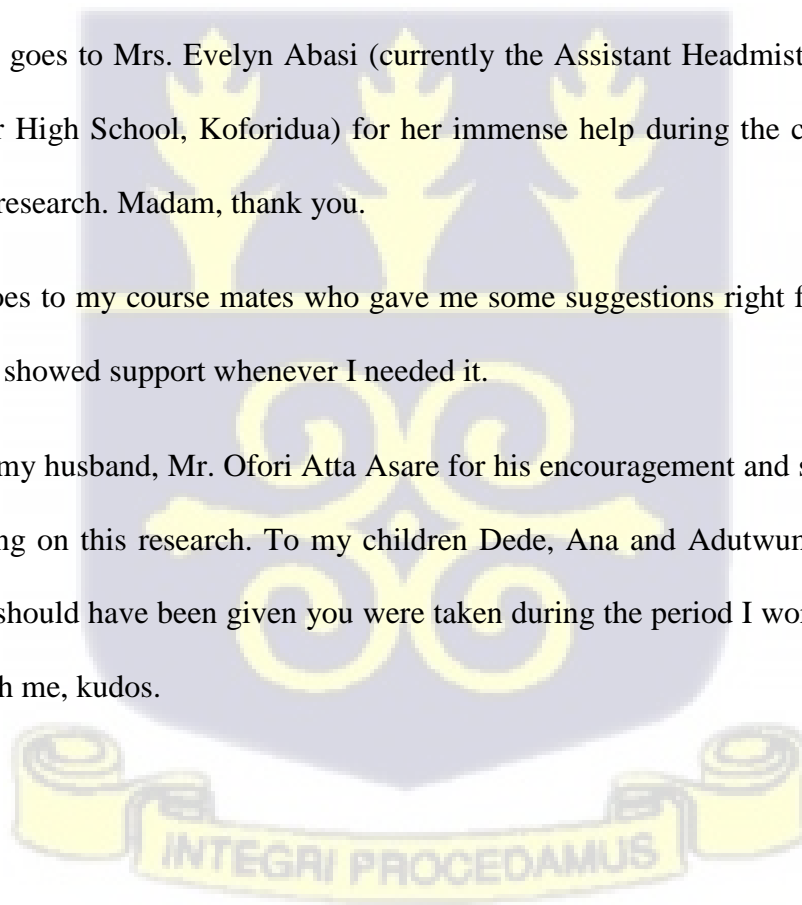 goes to Mrs. Evelyn Abasi (currently the Assistant Headmist
r High School, Koforidua) for her immense help during the c
research. Madam, thank you.
oes to my course mates who gave me some suggestions right f
showed support whenever I needed it.
my husband, Mr. Ofori Atta Asare for his encouragement and s
ng on this research. To my children Dede, Ana and Adutwun
should have been given you were taken during the period I wor
h me, kudos.
INTEGRI PROCEDAMUS